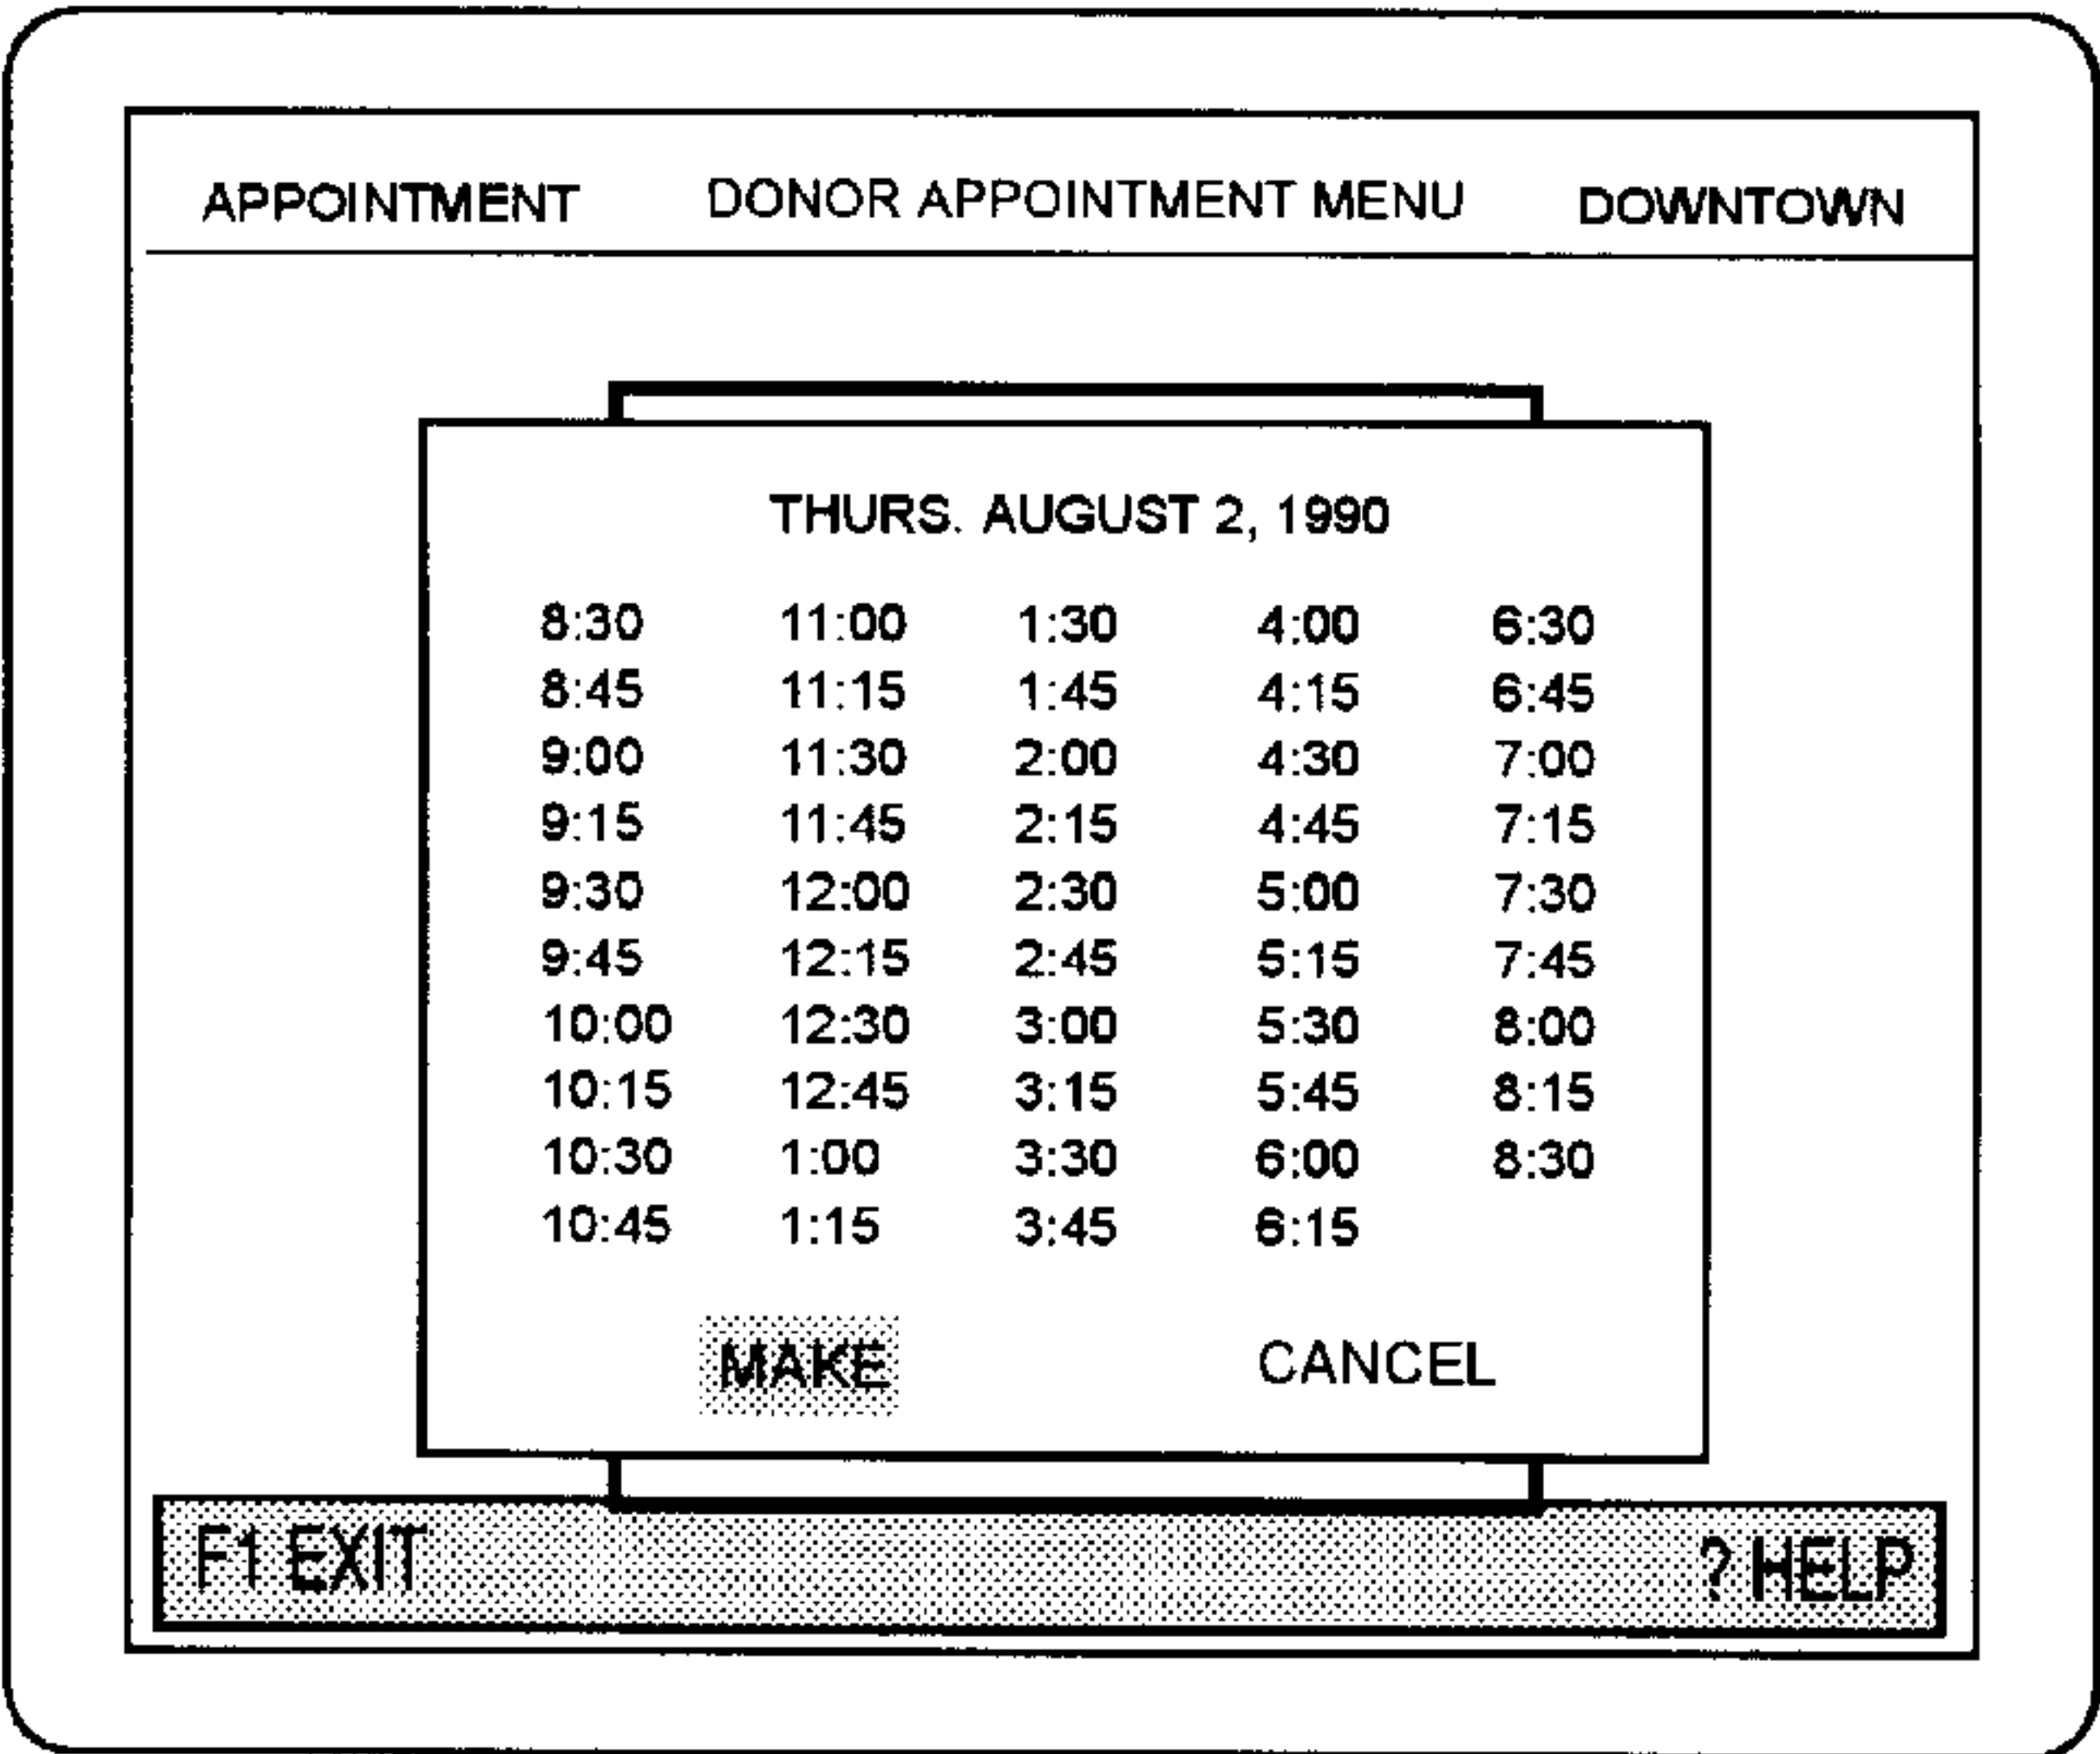 APPOINTMENT DONOR APPOINTMENT MENU DOWNTOWN
THURS. AUGUST 2, 1990
8:30 11:00 1:30 4:00 6:30
8:45 11:15 1:45 4:15 6:45
9:00 11:30 2:00 4:30 7:00
9:15 11:45 2:15 4:45 7:15
9:30 12:00 2:30 5:00 7:30
9:45 12:15 2:45 5:15 7:45
10:00 12:30 3:00 5:30 8:00
10:15 12:45 3:15 5:45 8:15
10:30 1:00 3:30 6:00 8:30
10:45 1:15 3:45 6:15
MAKE CANCEL
F1 EXIT ? HELP